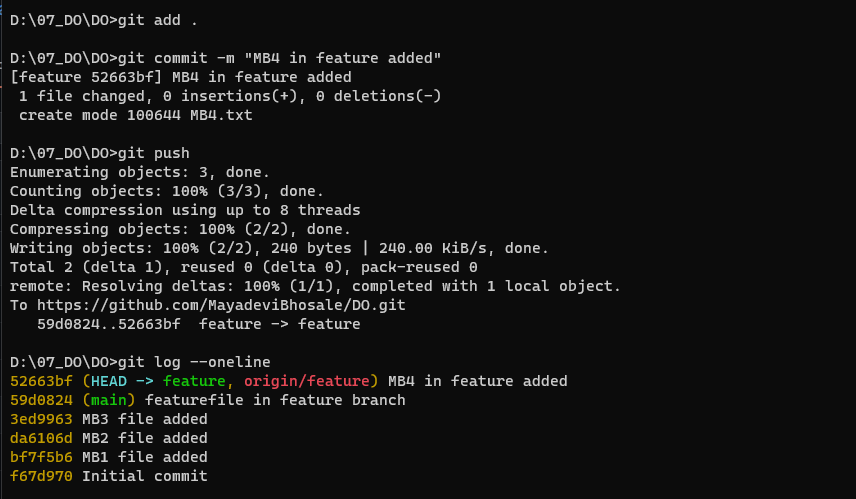 D:\07_DO\DO>git add .
D:\07_DO\DO>git commit -m "MB4 in feature added"
[feature 52663bf] MB4 in feature added
 1 file changed, 0 insertions(+), 0 deletions(-)
 create mode 100644 MB4.txt
D:\07_DO\DO>git push
Enumerating objects: 3, done.
Counting objects: 100% (3/3), done.
Delta compression using up to 8 threads
Compressing objects: 100% (2/2), done.
Writing objects: 100% (2/2), 240 bytes | 240.00 KiB/s, done.
Total 2 (delta 1), reused 0 (delta 0), pack-reused 0
remote: Resolving deltas: 100% (1/1), completed with 1 local object.
To https://github.com/MayadeviBhosale/DO.git
   59d0824..52663bf  feature -> feature
D:\07_DO\DO>git log --oneline
52663bf (HEAD -> feature, origin/feature) MB4 in feature added
59d0824 (main) featurefile in feature branch
3ed9963 MB3 file added
da6106d MB2 file added
bf7f5b6 MB1 file added
f67d970 Initial commit